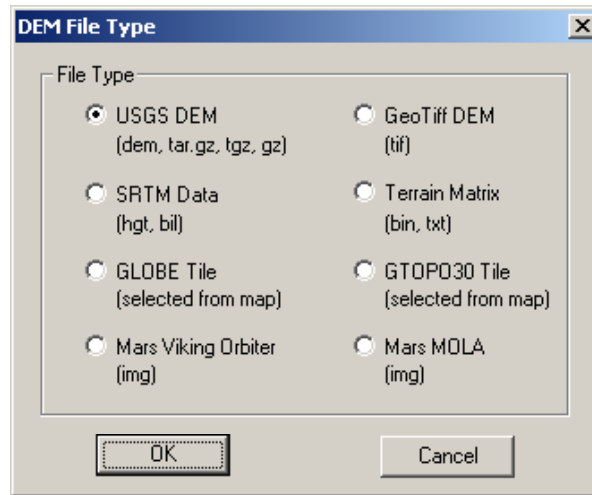 DEM File Type
File Type
USGS DEM
(dem, tar.gz, tgz, gz)
GeoTiff DEM
(tif)
SRTM Data
(hgt, bil)
Terrain Matrix
(bin, txt)
GLOBE Tile
(selected from map)
GTOPO30 Tile
(selected from map)
Mars Viking Orbiter
(img)
Mars MOLA
(img)
OK
Cancel